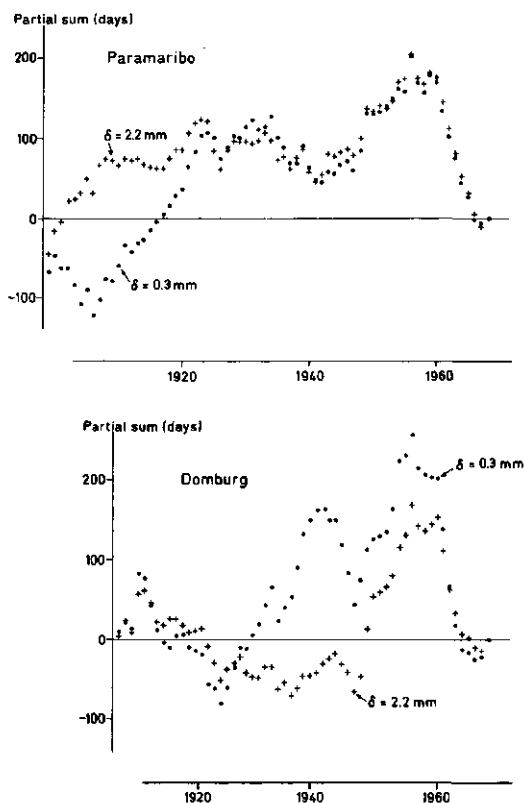 Partial sum (days)
Paramaribo
200
100
0
-100
δ = 2.2 mm
δ = 0.3 mm
1920
1940
1960
Partial sum (days)
Domburg
200
100
0
-100
δ = 0.3 mm
δ = 2.2 mm
1920
1940
1960